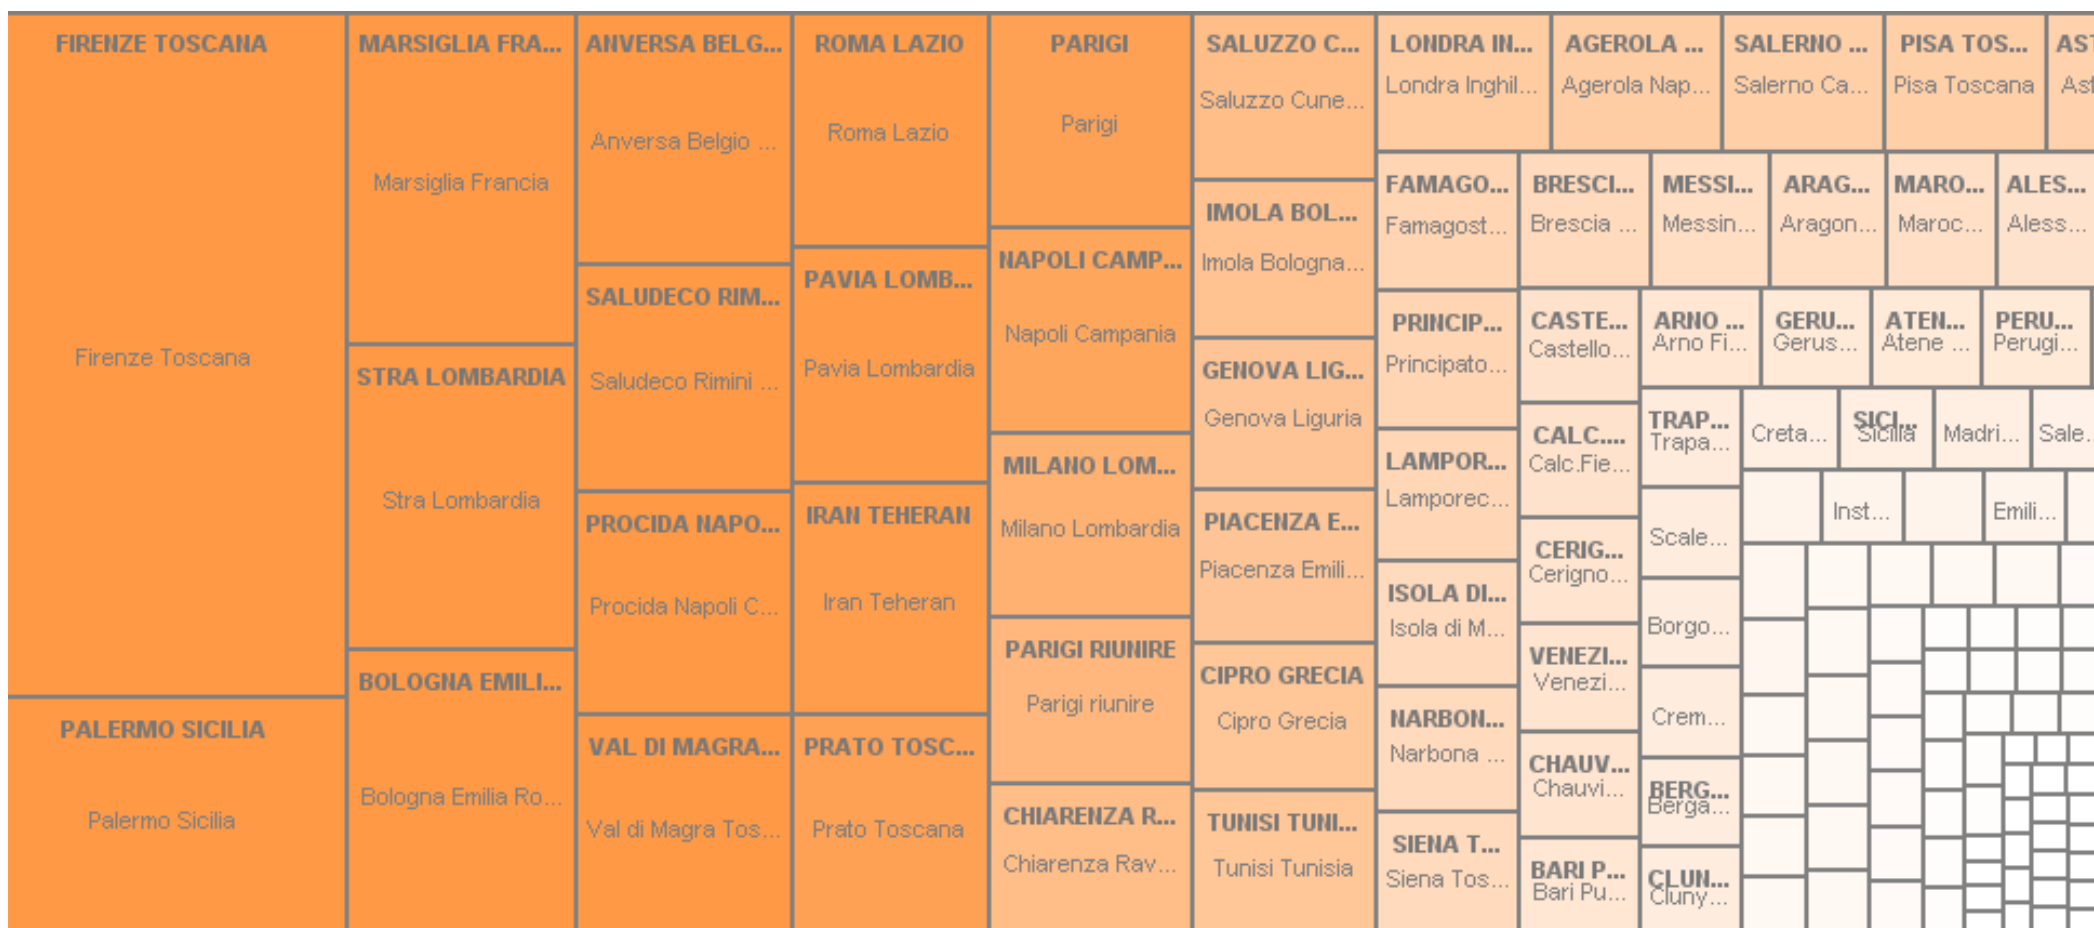 FIRENZE TOSCANA
Firenze Toscana
PALERMO SICILIA
Palermo Sicilia
MARSIGLIA FRA...
Marsiglia Francia
STRA LOMBARDIA
Stra Lombardia
BOLOGNA EMILI...
Bologna Emilia Ro...
ANVERSA BELG...
Anversa Belgio ...
SALUDECO RIM...
Saludeco Rimini ...
PROCIDA NAPO...
Procida Napoli C...
VAL DI MAGRA...
Val di Magra Tos...
ROMA LAZIO
Roma Lazio
PAVIA LOMB...
Pavia Lombardia
IRAN TEHERAN
Iran Teheran
PRATO TOSC...
Prato Toscana
PARIGI
Parigi
NAPOLI CAMP...
Napoli Campania
MILANO LOM...
Milano Lombardia
PARIGI RIUNIRE
Parigi riunire
CHIARENZA R...
Chiarenza Rav...
SALUZZO C...
Saluzzo Cune...
IMOLA BOL...
Imola Bologna...
GENOVA LIG...
Genova Liguria
PIACENZA E...
Piacenza Emili...
CIPRO GRECIA
Cipro Grecia
TUNISI TUNI...
Tunisi Tunisia
LONDRA IN...
Londra Inghil...
AGEROLA ...
Agerola Nap...
SALERNO ...
Salerno Ca...
PISA TOS...
Pisa Toscana
AST
Ast
FAMAGO...
Famagost...
PRINCIP...
Principato...
LAMPOR...
Lamporec...
ISOLA DI...
Isola di M...
NARBON...
Narbona ...
SIENA T...
Siena Tos...
BRESCI...
Brescia ...
MESSI...
Messin...
ARAG...
Aragon...
MARO...
Maroc...
ALES...
Aless...
CASTE...
Castello...
CALC....
Calc.Fie...
CERIG...
Cerigno...
VENEZI...
Venezi...
CHAUV...
Chauvi...
BARI P...
Bari Pu...
ARNO ...
Arno Fi...
GERU...
Gerus...
ATEN...
Atene ...
PERU...
Perugi...
TRAP...
Trapa...
Scale...
Borgo...
Crem...
BERG...
Berga...
CLUN...
Cluny...
Creta...
SICI...
Sicilia
Madri...
Sale...
Inst...
Emili...